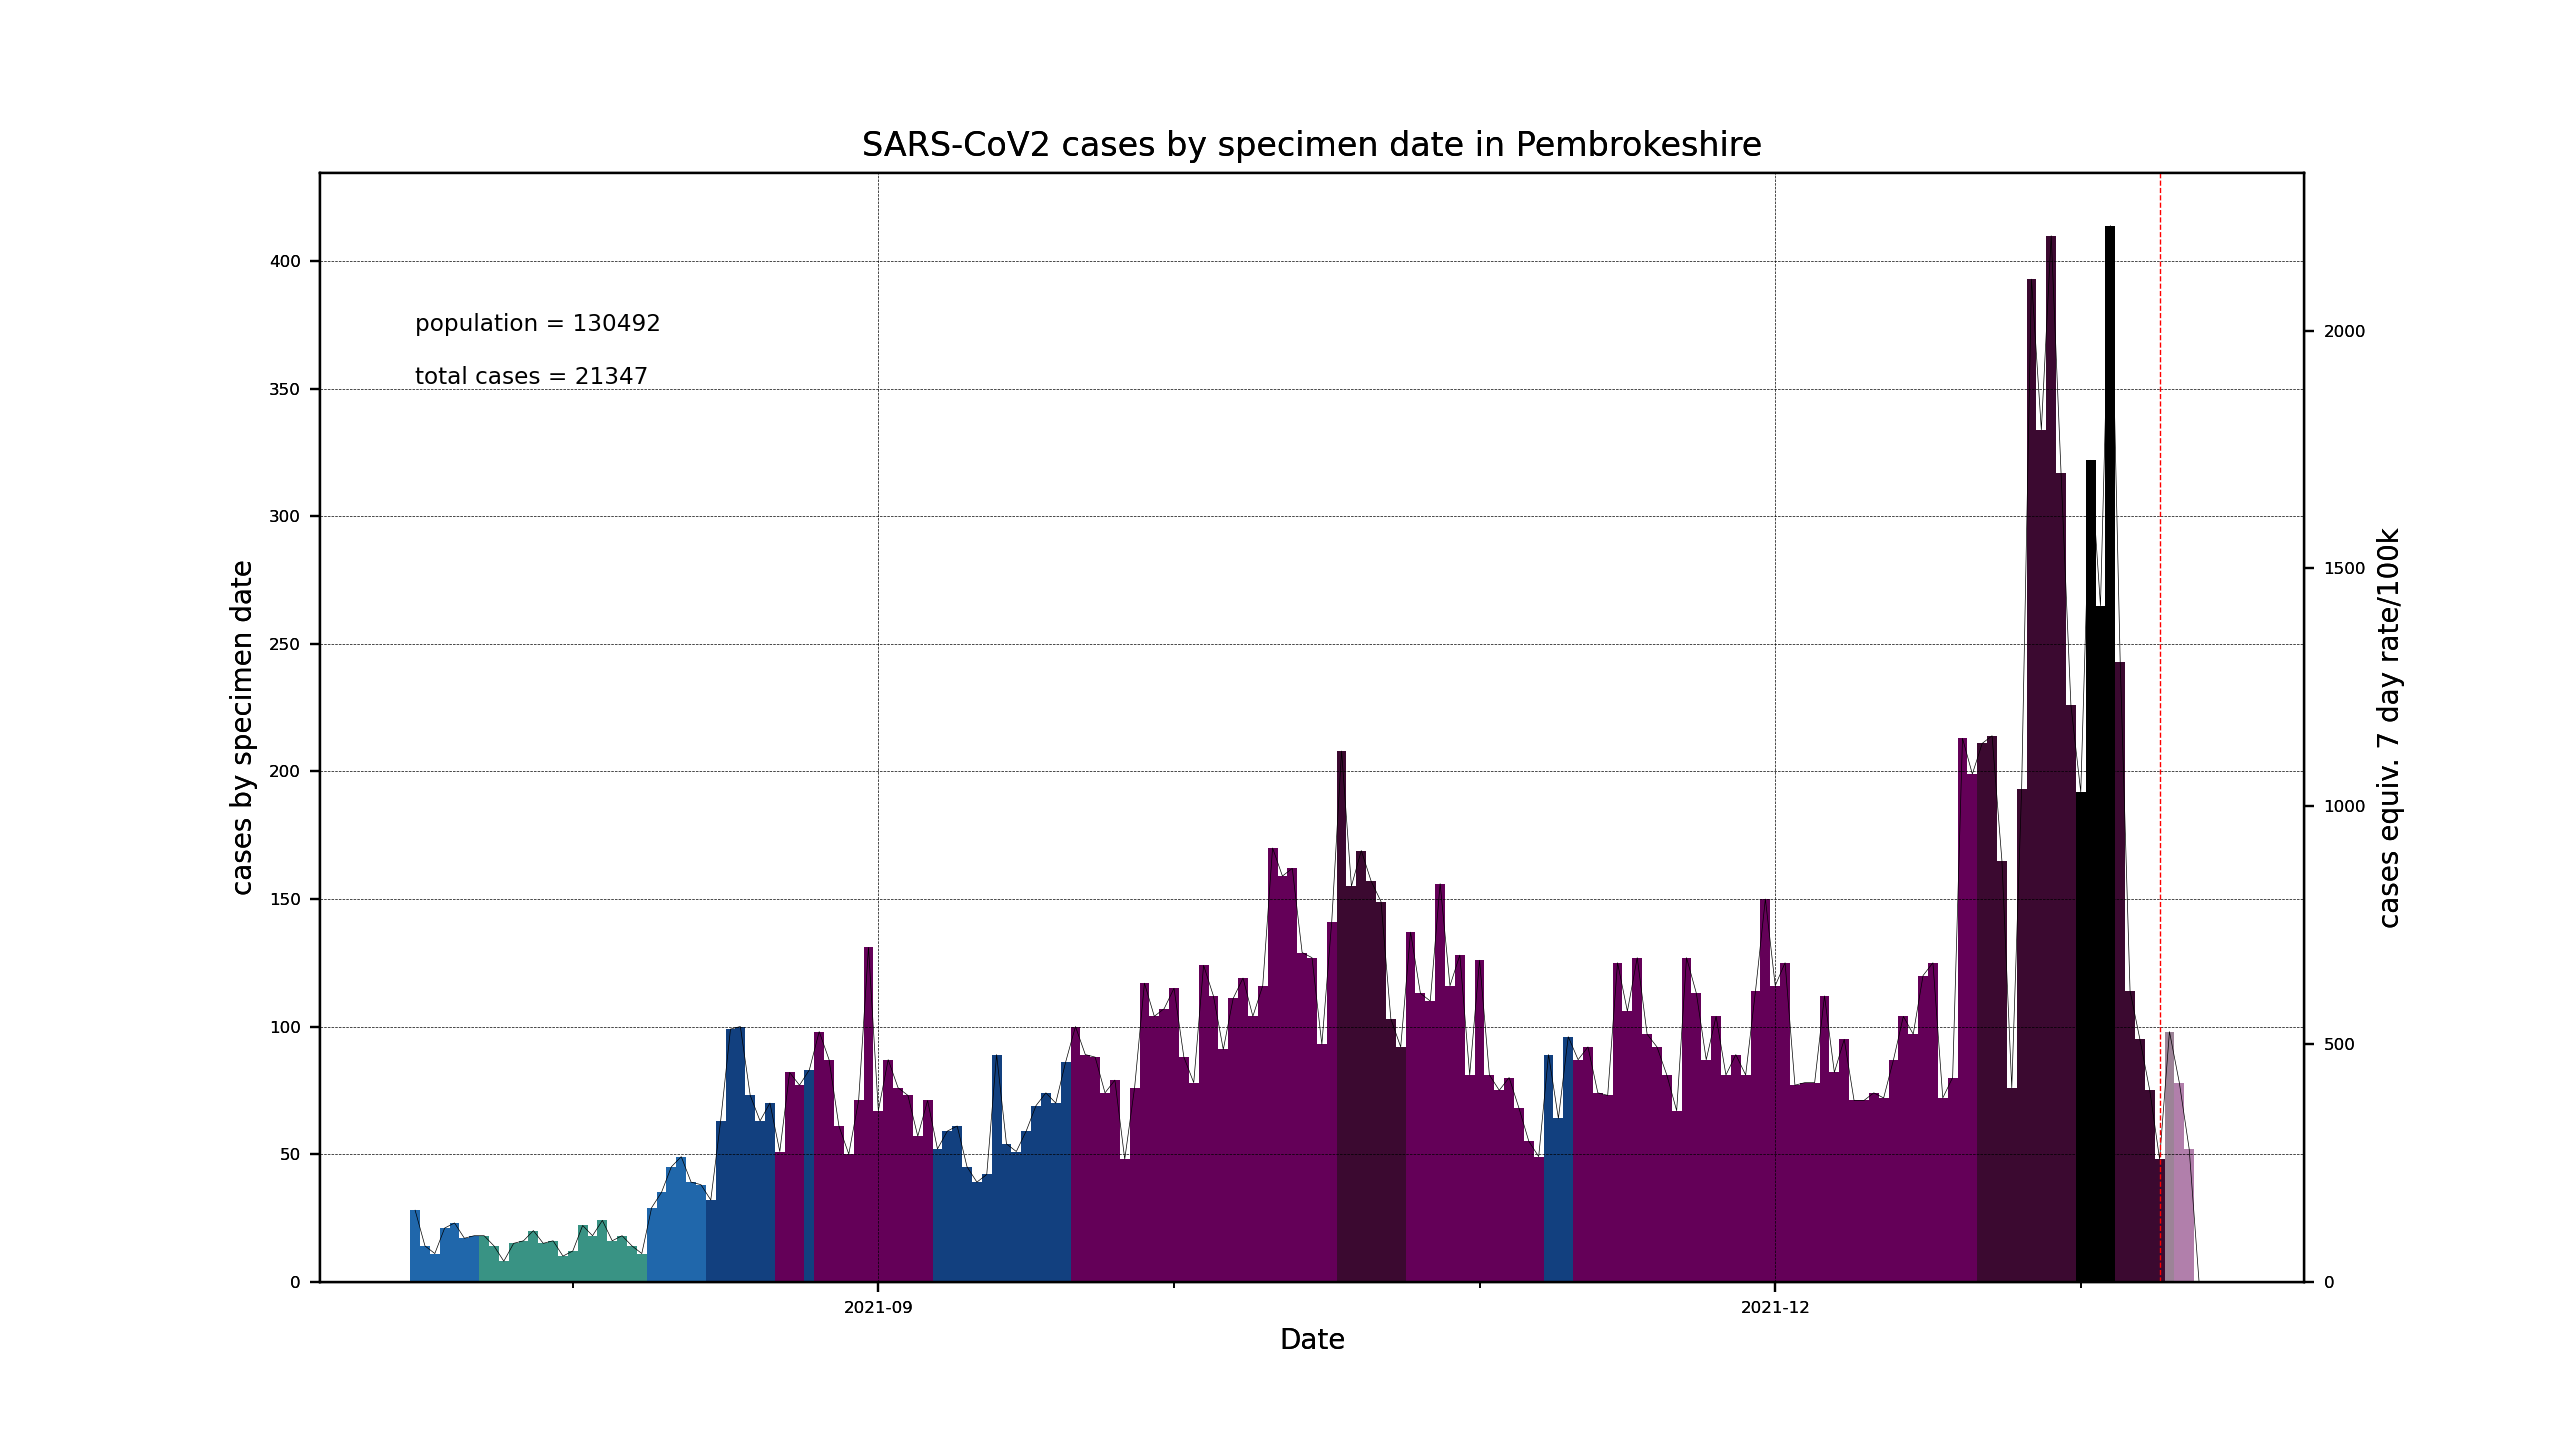 SARS-CoV2 cases by specimen date in Pembrokeshire
population = 130492
total cases = 21347
cases by specimen date
400
350
300
250
200
150
100
50
0
2000
1500
1000
500
0
cases equiv. 7 day rate/100k
2021-09
2021-12
Date